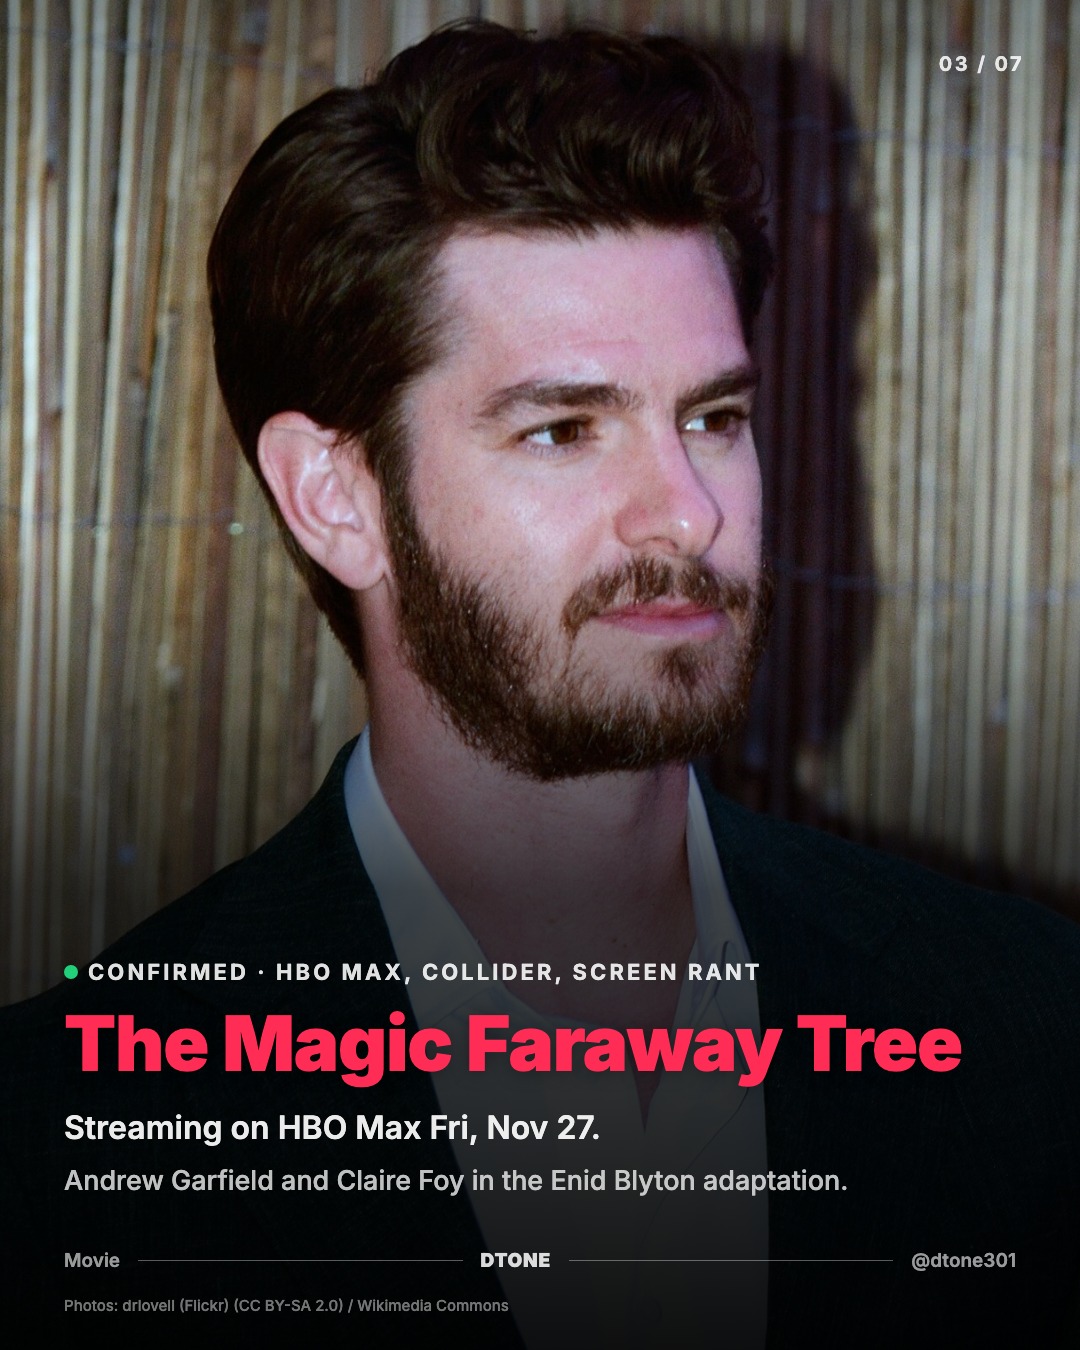 03 / 07
CONFIRMED · HBO MAX, COLLIDER, SCREEN RANT
The Magic Faraway Tree
Streaming on HBO Max Fri, Nov 27.
Andrew Garfield and Claire Foy in the Enid Blyton adaptation.
Movie DTONE @dtone301
Photos: drlovell (Flickr) (CC BY-SA 2.0) / Wikimedia Commons